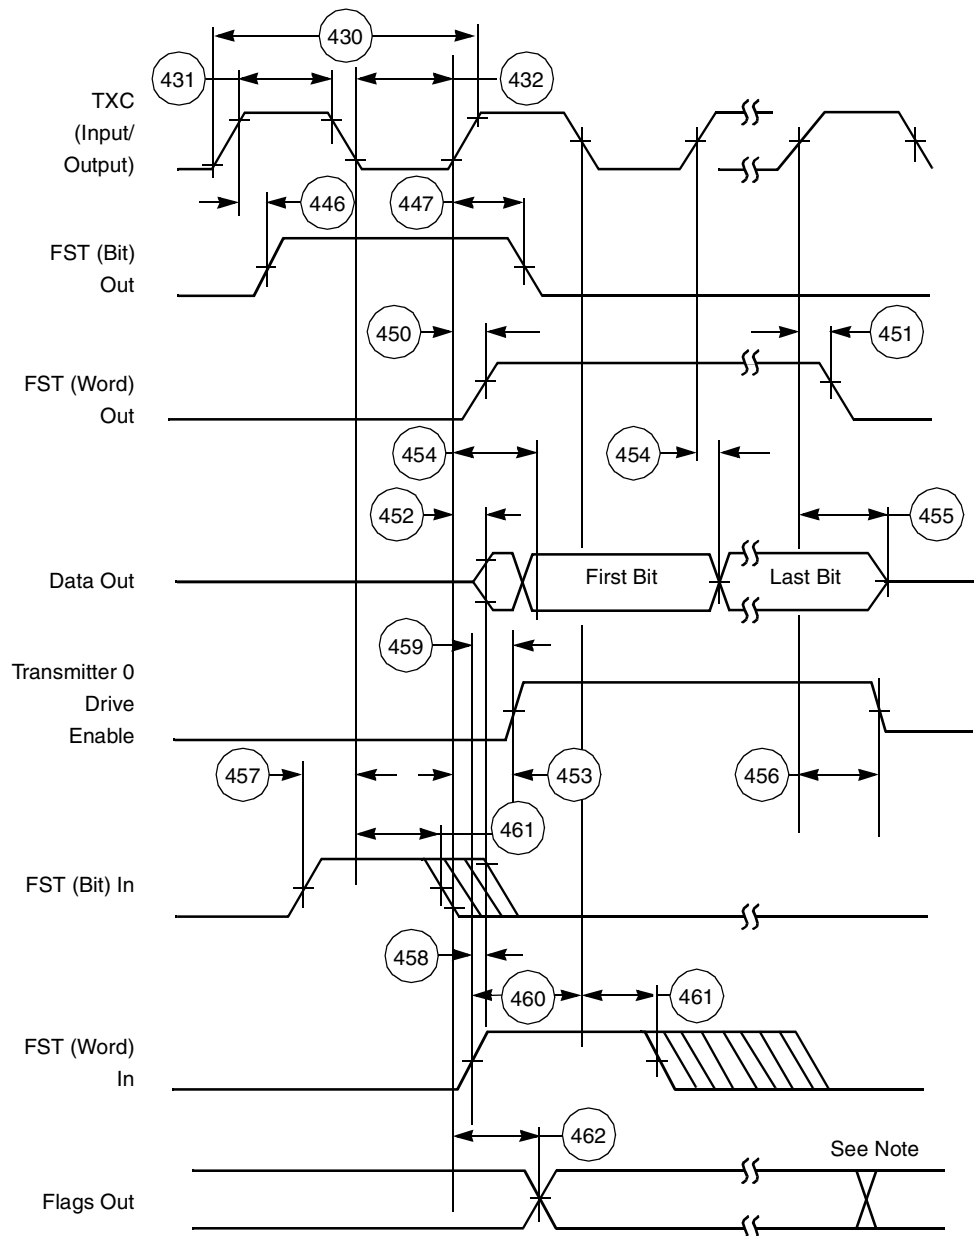 430
431
432
TXC
(Input/
Output)
446
447
FST (Bit)
Out
450
451
FST (Word)
Out
454
454
452
455
Data Out
First Bit
Last Bit
459
Transmitter 0
Drive
Enable
457
453
456
461
FST (Bit) In
458
460
461
FST (Word)
In
462
See Note
Flags Out